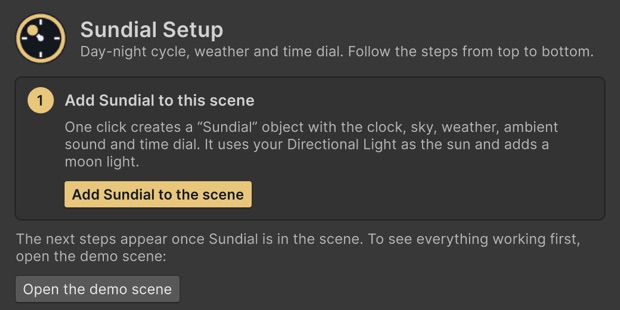 Sundial Setup
Day-night cycle, weather and time dial. Follow the steps from top to bottom.
1
Add Sundial to this scene
One click creates a “Sundial” object with the clock, sky, weather, ambient
sound and time dial. It uses your Directional Light as the sun and adds a
moon light.
Add Sundial to the scene
The next steps appear once Sundial is in the scene. To see everything working first,
open the demo scene:
Open the demo scene